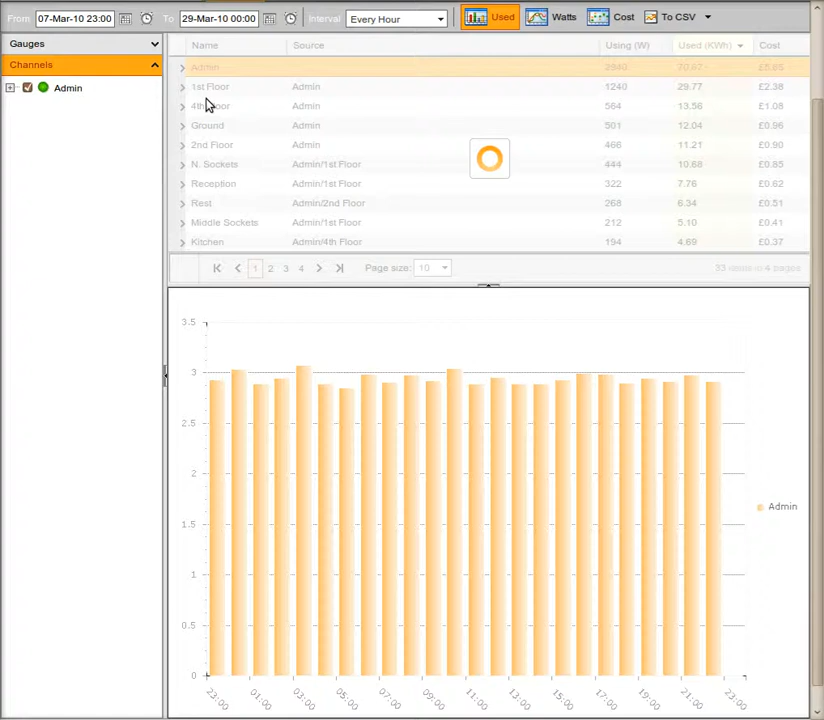 From 07-Mar-10 23:00 To 29-Mar-10 00:00 Interval Every Hour Used Watts Cost To CSV
Gauges
Channels
Admin
Name Source Using (W) Used (KWh) Cost
Admin 2940 70.67 £5.65
1st Floor Admin 1240 29.77 £2.38
4th Floor Admin 564 13.56 £1.08
Ground Admin 501 12.04 £0.96
2nd Floor Admin 466 11.21 £0.90
N. Sockets Admin/1st Floor 444 10.68 £0.85
Reception Admin/1st Floor 322 7.76 £0.62
Rest Admin/2nd Floor 268 6.34 £0.51
Middle Sockets Admin/1st Floor 212 5.10 £0.41
Kitchen Admin/4th Floor 194 4.69 £0.37
1 2 3 4 Page size: 10 33 items in 4 pages
3.5
3
2.5
2
1.5
1
0.5
0
Admin
23:00 01:00 03:00 05:00 07:00 09:00 11:00 13:00 15:00 17:00 19:00 21:00 23:00